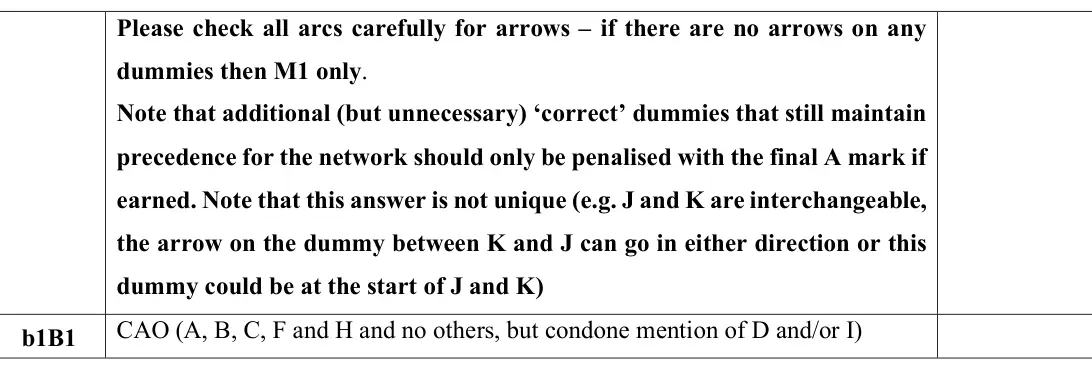 Please check all arcs carefully for arrows – if there are no arrows on any
dummies then M1 only.
Note that additional (but unnecessary) ‘correct’ dummies that still maintain
precedence for the network should only be penalised with the final A mark if
earned. Note that this answer is not unique (e.g. J and K are interchangeable,
the arrow on the dummy between K and J can go in either direction or this
dummy could be at the start of J and K)
b1B1 CAO (A, B, C, F and H and no others, but condone mention of D and/or I)